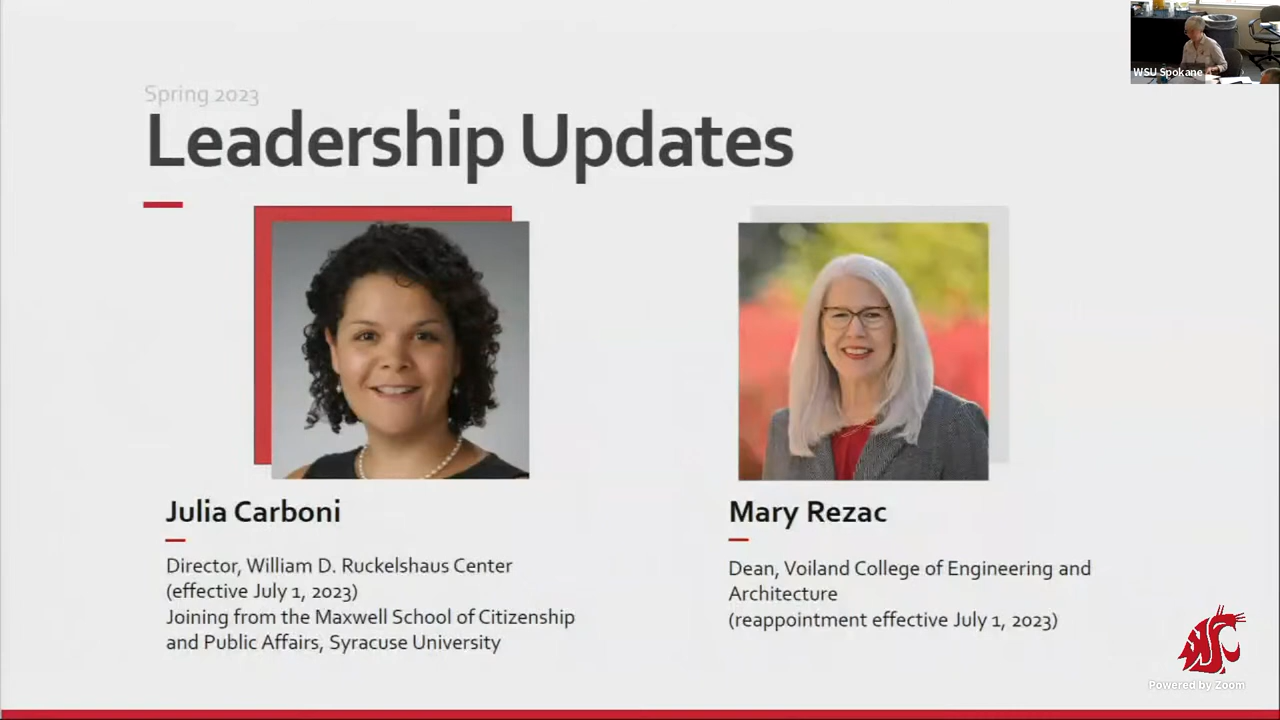 WSU Spokane
Spring 2023
Leadership Updates
Julia Carboni
Director, William D. Ruckelshaus Center
(effective July 1, 2023)
Joining from the Maxwell School of Citizenship
and Public Affairs, Syracuse University
Mary Rezac
Dean, Voiland College of Engineering and
Architecture
(reappointment effective July 1, 2023)
WSU
Powered by Zoom